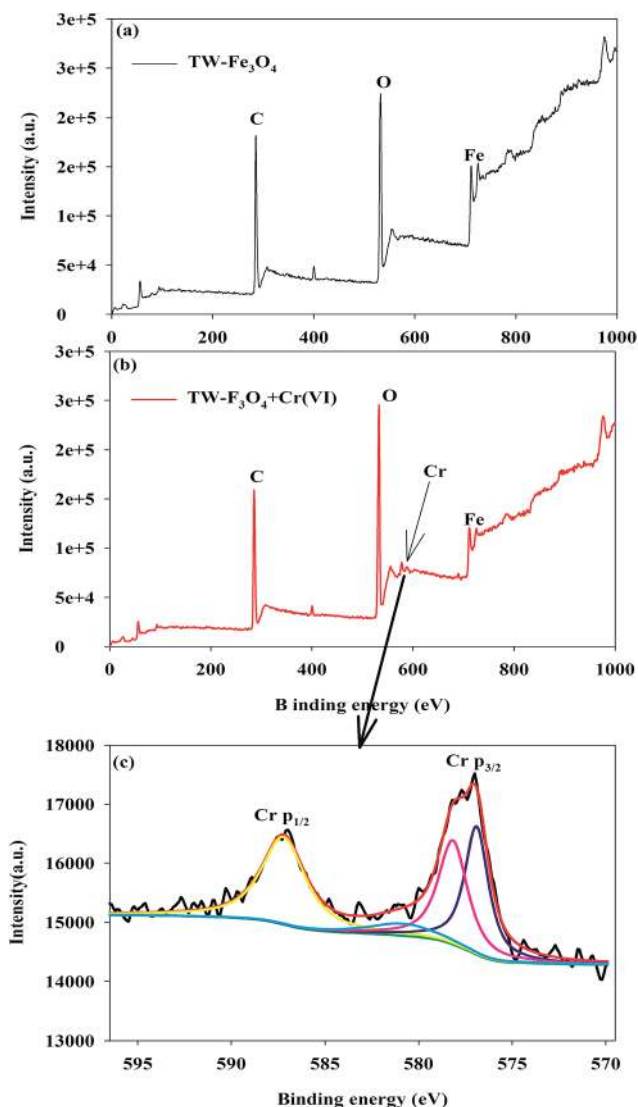 (a)
TW-Fe₃O₄
C
O
Fe
Intensity (a.u.)
3e+5
3e+5
2e+5
2e+5
1e+5
5e+4
0
0 200 400 600 800 1000
(b)
TW-F₃O₄+Cr(VI)
C
O
Cr
Fe
Intensity (a.u.)
3e+5
3e+5
2e+5
2e+5
1e+5
5e+4
0
0 200 400 600 800 1000
B inding energy (eV)
(c)
Cr p₁/₂
Cr p₃/₂
Intensity(a.u.)
18000
17000
16000
15000
14000
13000
595 590 585 580 575 570
Binding energy (eV)